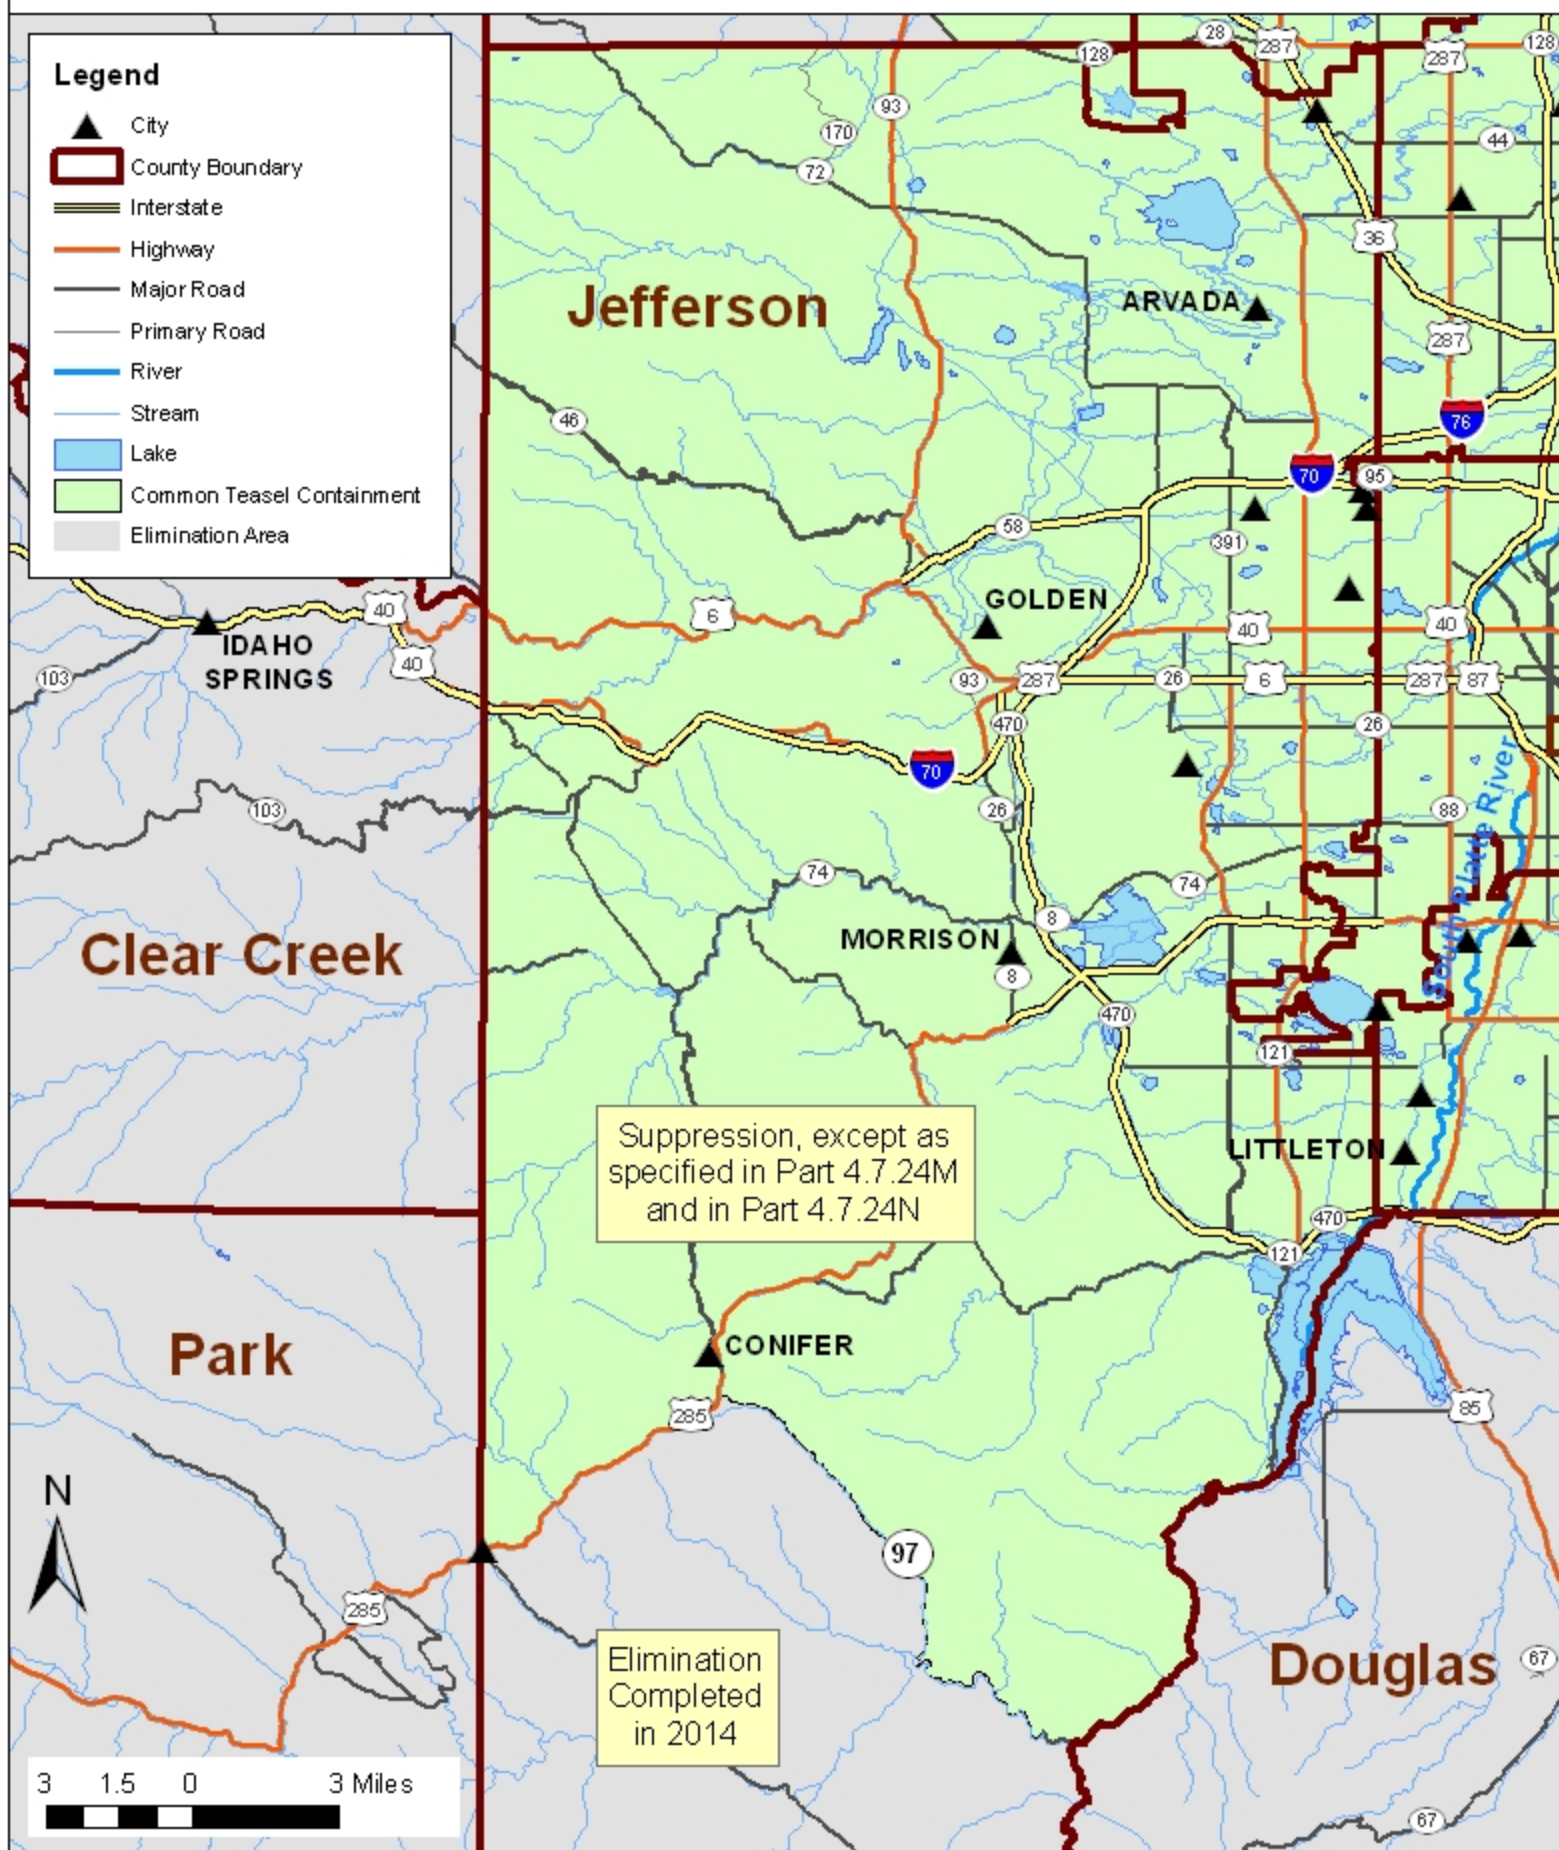 Legend
City
County Boundary
Interstate
Highway
Major Road
Primary Road
River
Stream
Lake
Common Teasel Containment
Elimination Area
28
287
128
287
128
93
170
72
44
36
Jefferson
ARVADA
287
46
76
70
95
58
391
GOLDEN
40
6
40
40
IDAHO
SPRINGS
40
103
93
287
26
6
287
87
470
26
70
103
26
88
South Platte River
74
74
8
MORRISON
Clear Creek
8
470
121
Suppression, except as
specified in Part 4.7.24M
and in Part 4.7.24N
LITTLETON
470
121
Park
CONIFER
285
85
N
97
285
Elimination
Completed
in 2014
Douglas
67
3 1.5 0 3 Miles
67